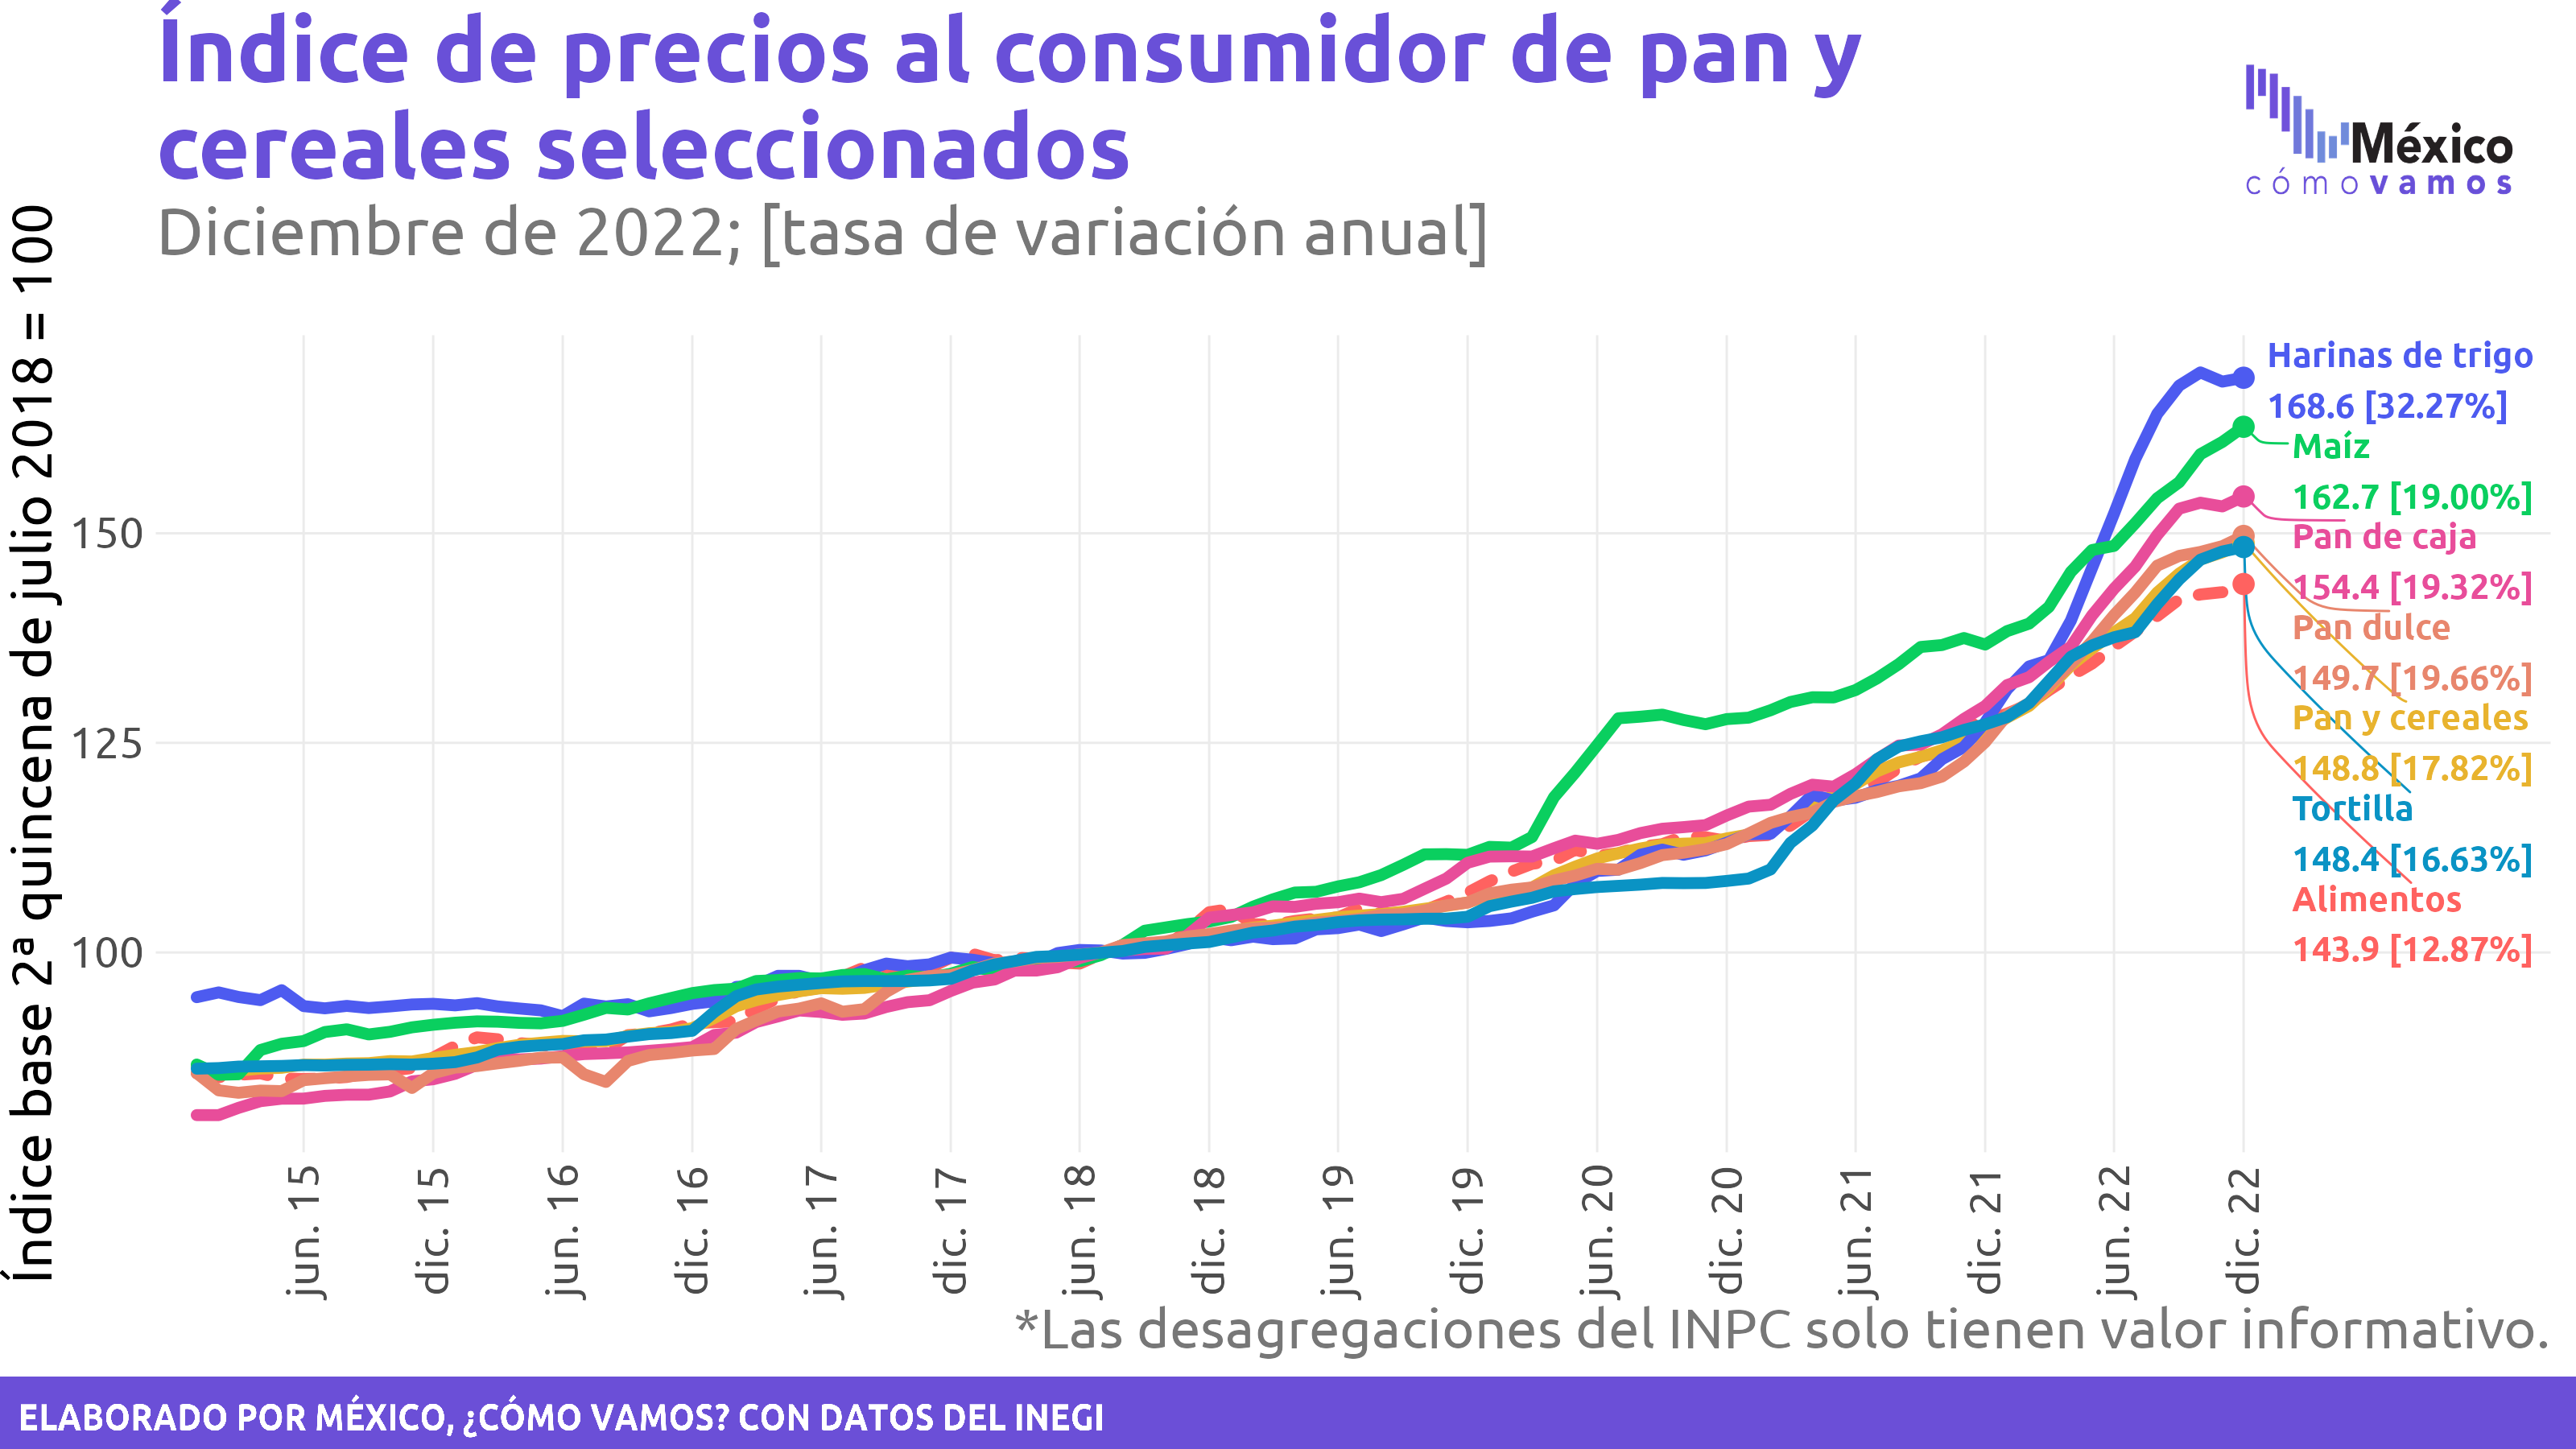 Índice de precios al consumidor de pan y
cereales seleccionados
Diciembre de 2022; [tasa de variación anual]
México
cómo vamos
Índice base 2ª quincena de julio 2018 = 100
150
125
100
Harinas de trigo
168.6 [32.27%]
Maíz
162.7 [19.00%]
Pan de caja
154.4 [19.32%]
Pan dulce
149.7 [19.66%]
Pan y cereales
148.8 [17.82%]
Tortilla
148.4 [16.63%]
Alimentos
143.9 [12.87%]
jun. 15
dic. 15
jun. 16
dic. 16
jun. 17
dic. 17
jun. 18
dic. 18
jun. 19
dic. 19
jun. 20
dic. 20
jun. 21
dic. 21
jun. 22
dic. 22
*Las desagregaciones del INPC solo tienen valor informativo.
ELABORADO POR MÉXICO, ¿CÓMO VAMOS? CON DATOS DEL INEGI